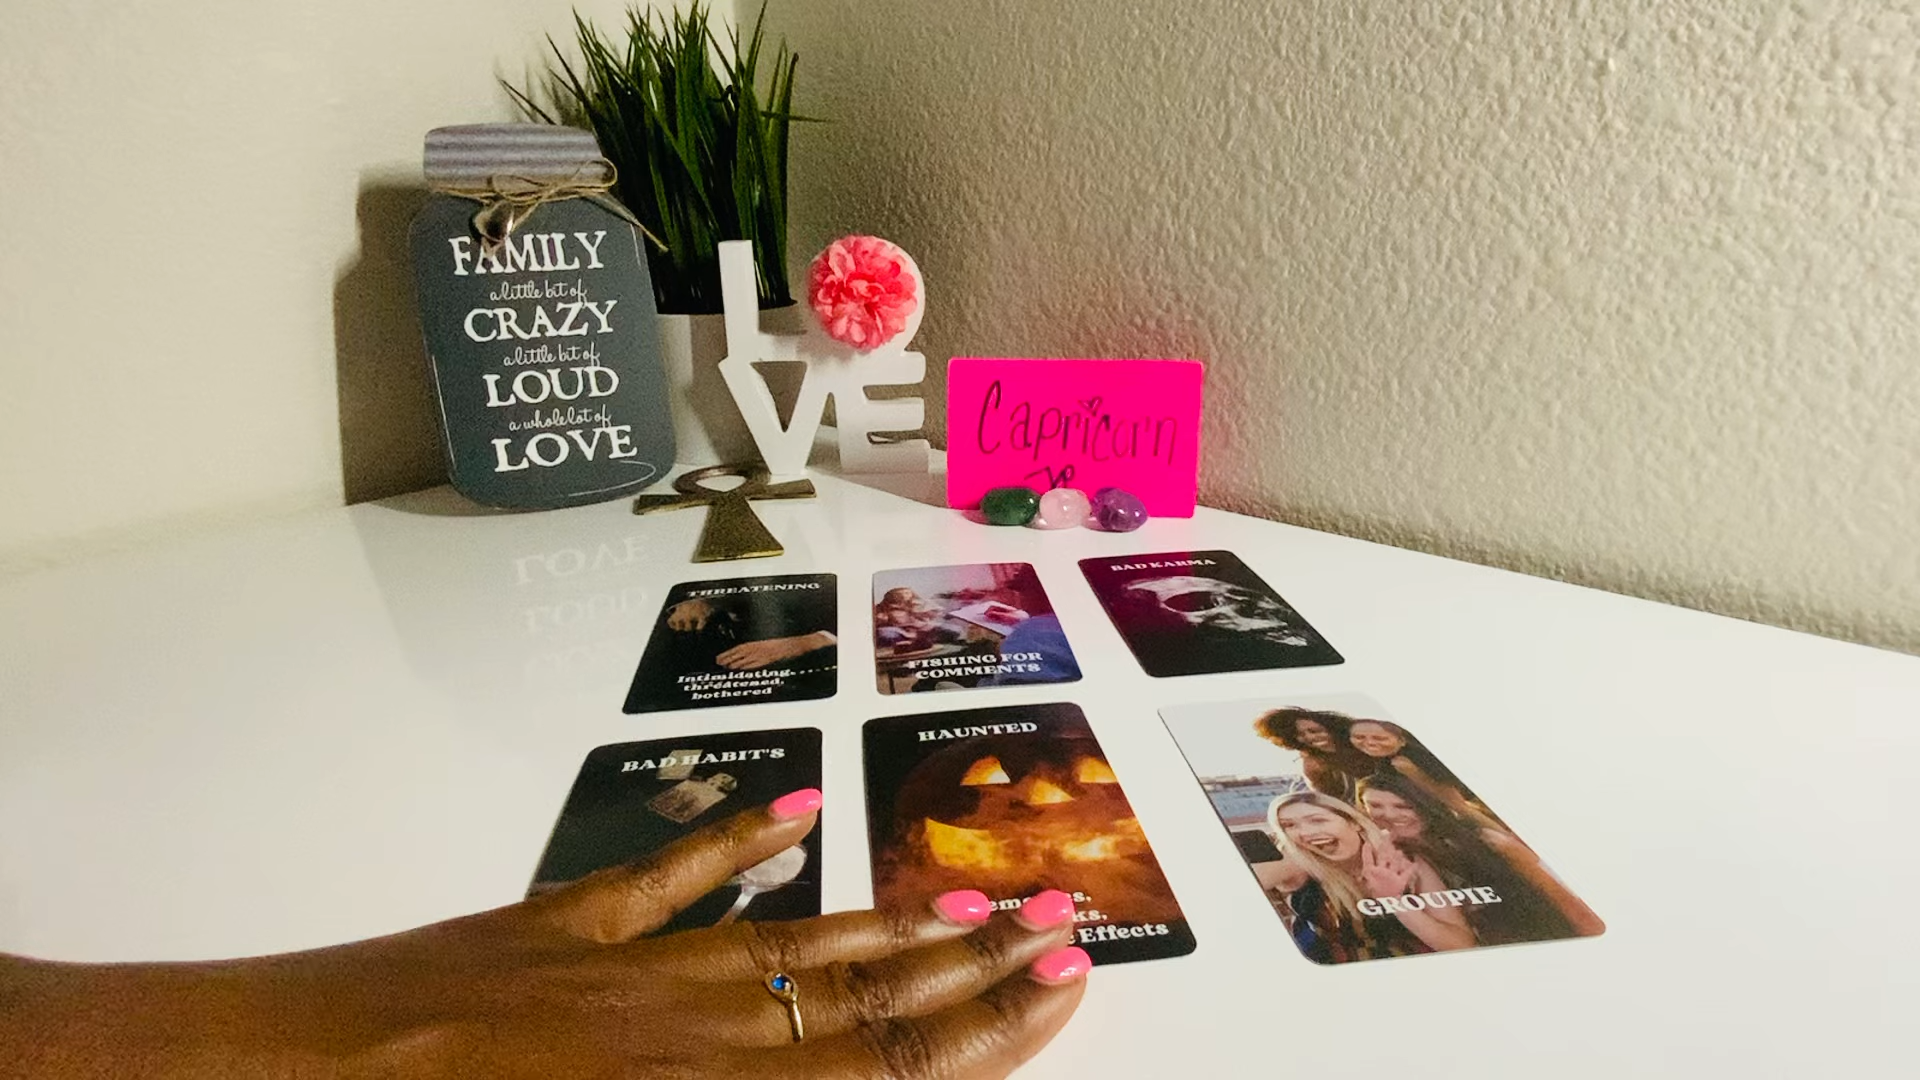 FAMILY
a little bit of
CRAZY
a little bit of
LOUD
a whole lot of
LOVE
LOVE
Capricorn
THREATENING
Intimidating,
threatened,
bothered
FISHING FOR
COMMENTS
BAD KARMA
BAD HABIT'S
HAUNTED
Effects
GROUPIE